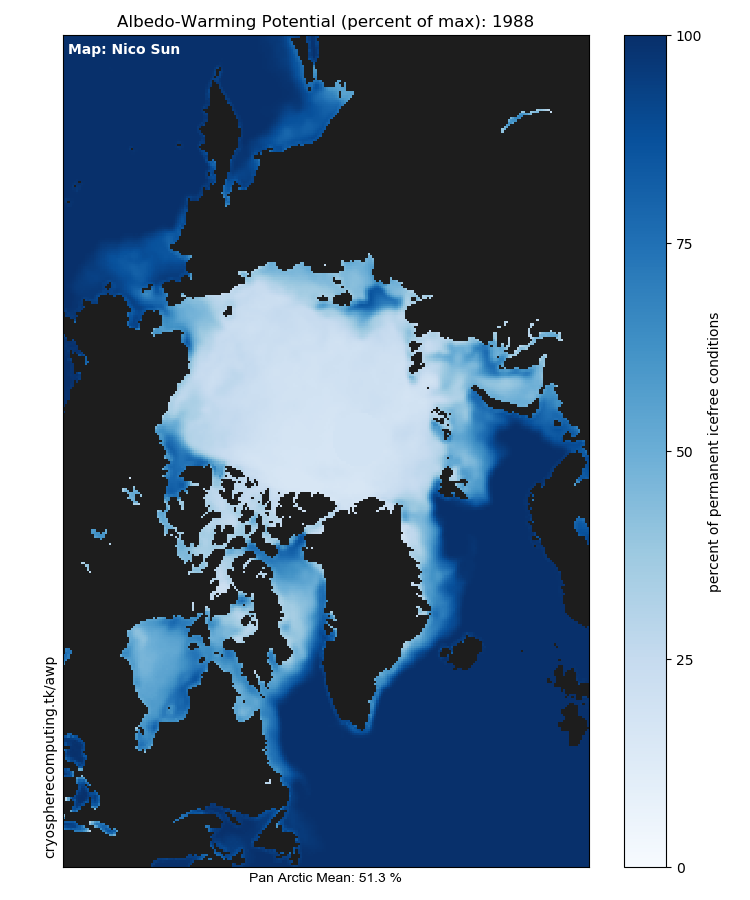 Albedo-Warming Potential (percent of max): 1988
Map: Nico Sun
100
75
50
25
0
percent of permanent icefree conditions
cryospherecomputing.tk/awp
Pan Arctic Mean: 51.3 %